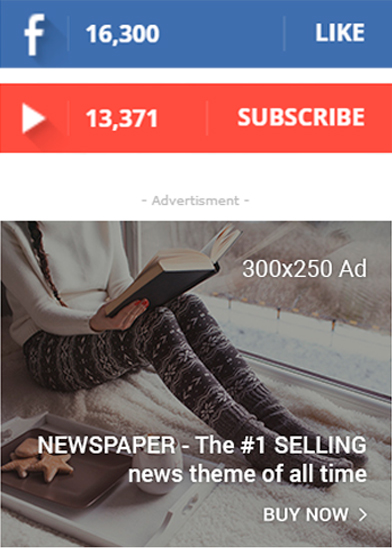 f 16,300 LIKE
13,371 SUBSCRIBE
- Advertisment -
300x250 Ad
NEWSPAPER - The #1 SELLING
news theme of all time
BUY NOW >